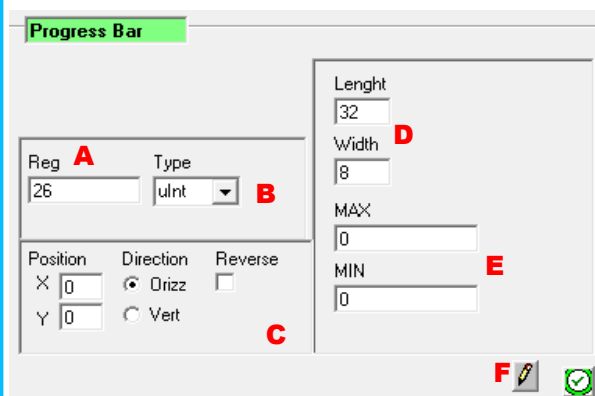 Progress Bar
Lenght
32
D
Width
8
Reg A Type
26 uInt B
MAX
0
E
MIN
0
Position Direction Reverse
X 0 Orizz
Y 0 Vert
C
F